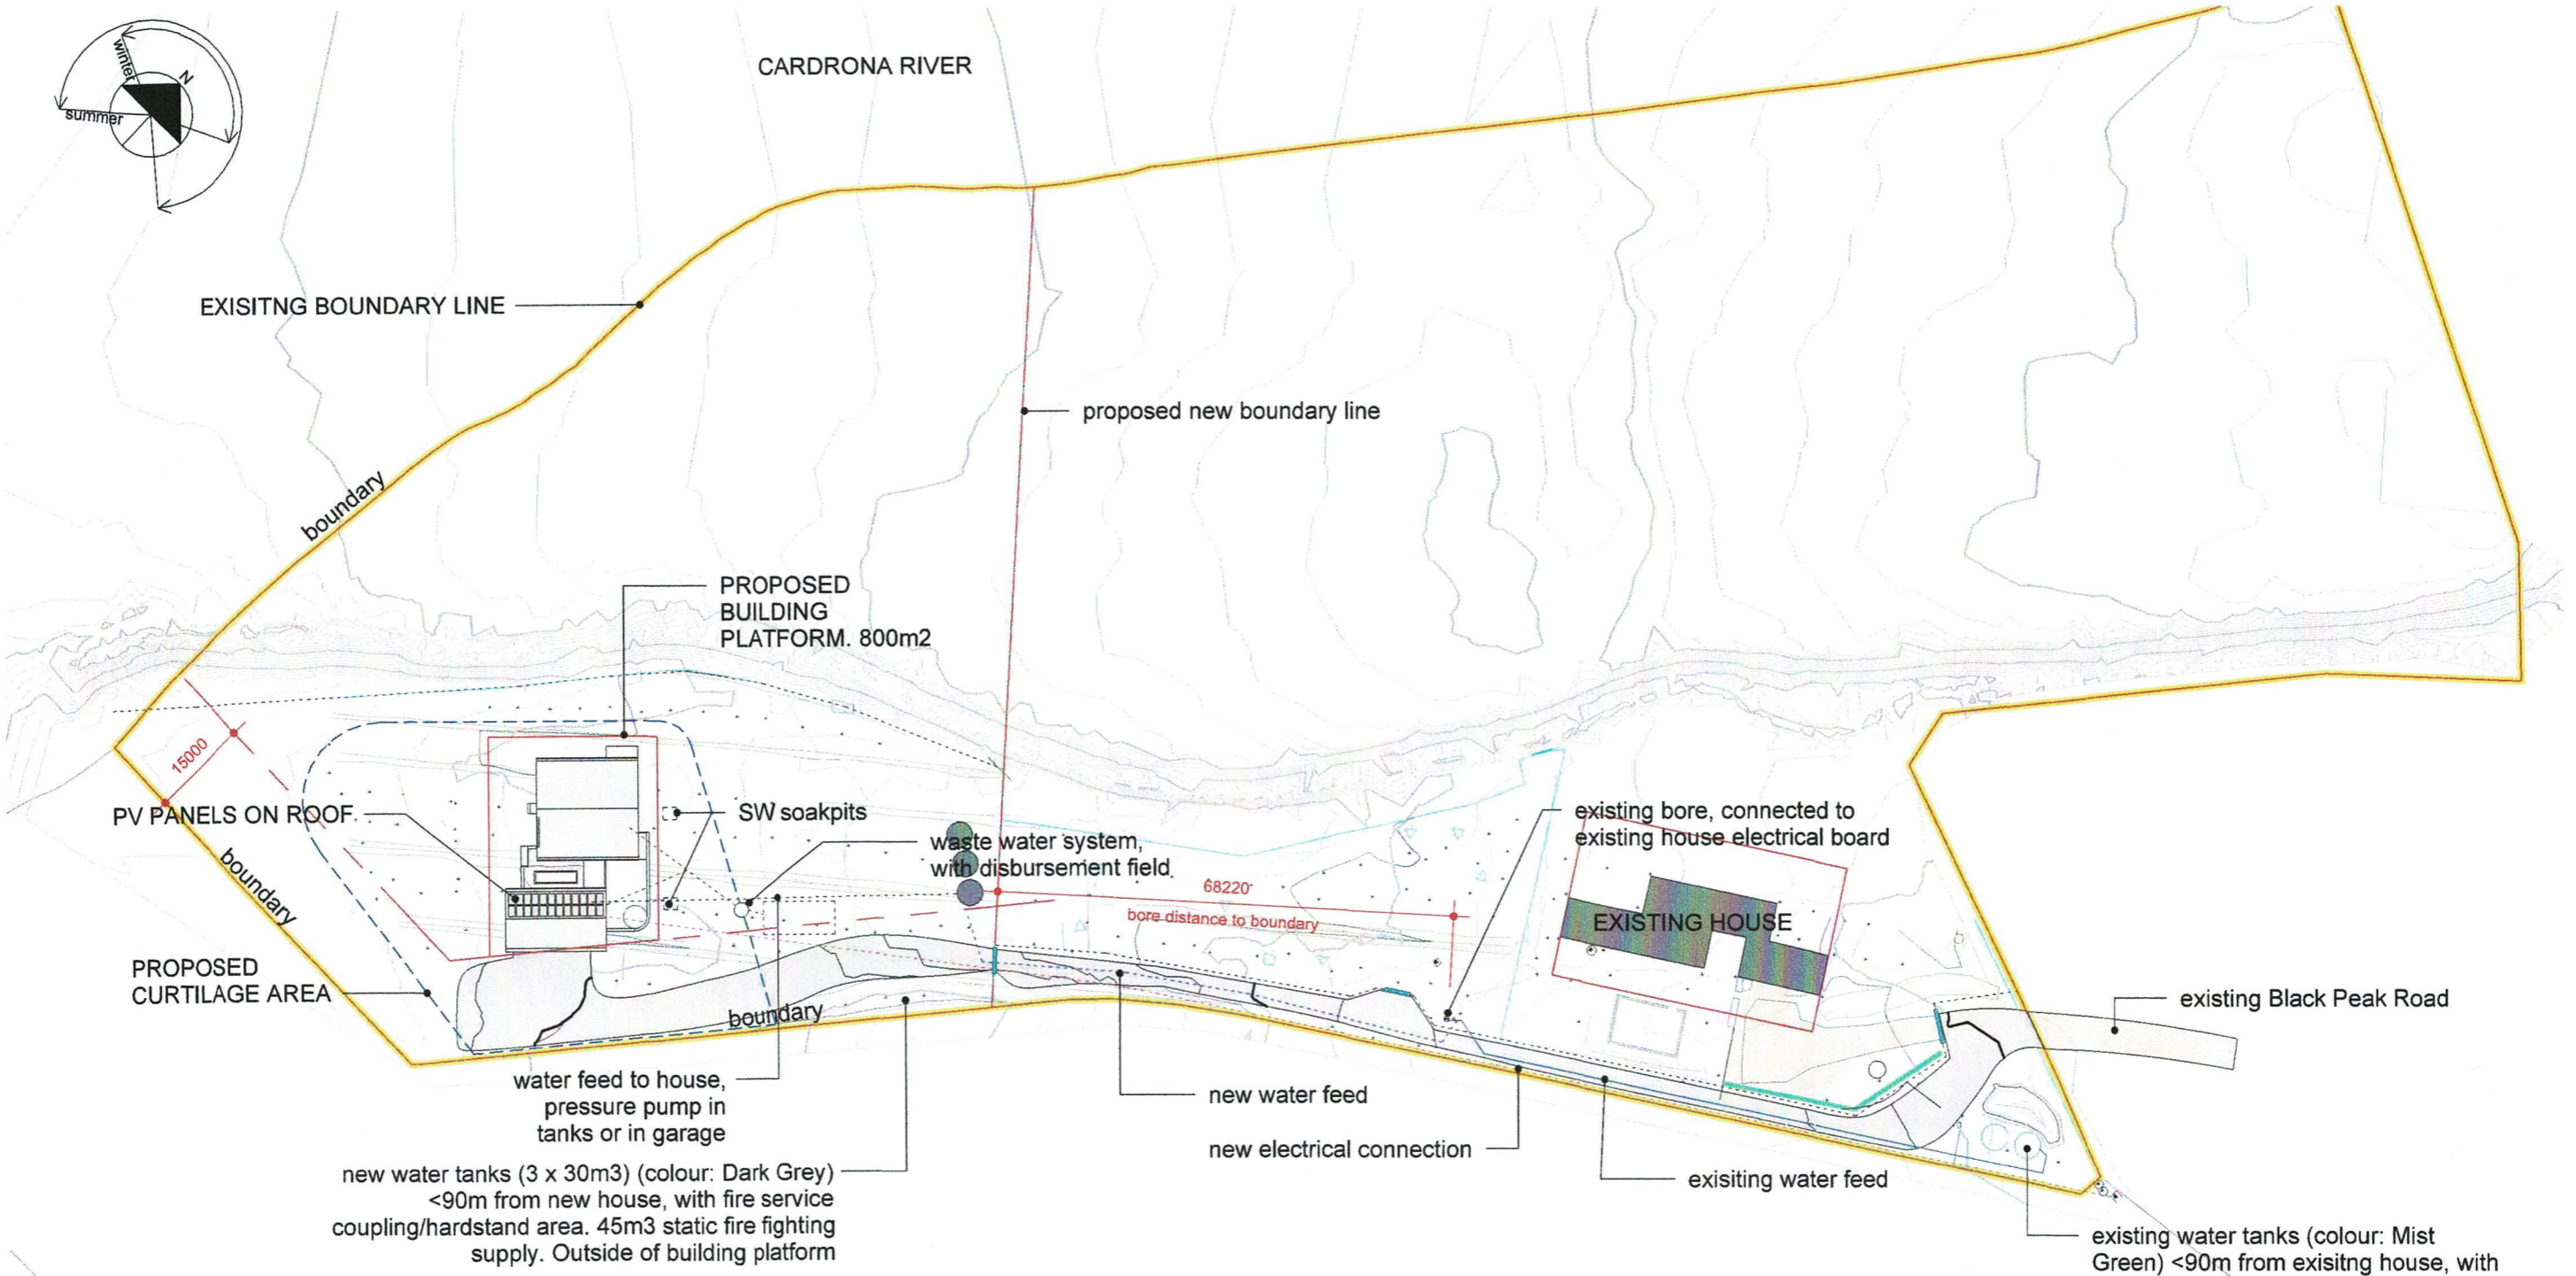 winter
N
summer
CARDRONA RIVER
EXISITNG BOUNDARY LINE
proposed new boundary line
boundary
PROPOSED
BUILDING
PLATFORM. 800m2
15000
PV PANELS ON ROOF
SW soakpits
waste water system,
with disbursement field
existing bore, connected to
existing house electrical board
68220
bore distance to boundary
EXISTING HOUSE
boundary
PROPOSED
CURTILAGE AREA
boundary
existing Black Peak Road
water feed to house,
pressure pump in
tanks or in garage
new water feed
new electrical connection
exisiting water feed
new water tanks (3 x 30m3) (colour: Dark Grey)
<90m from new house, with fire service
coupling/hardstand area. 45m3 static fire fighting
supply. Outside of building platform
existing water tanks (colour: Mist
Green) <90m from exisitng house, with